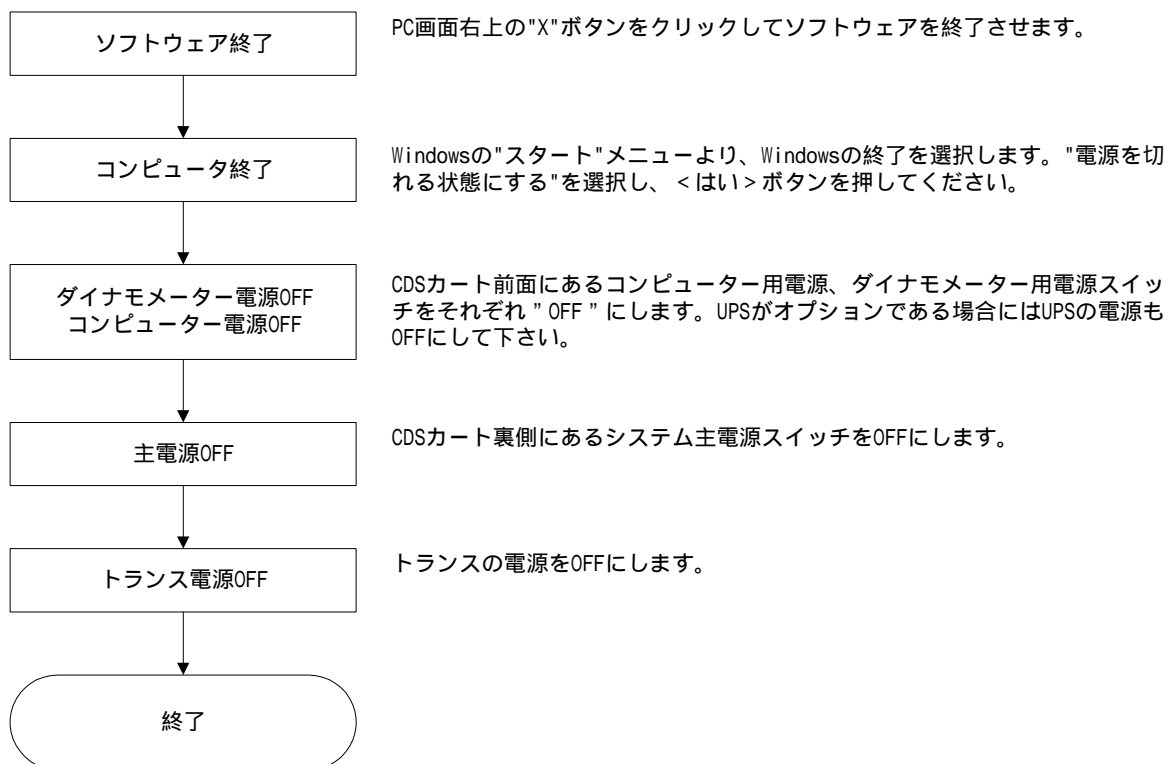 ソフトウェア終了
PC画面右上の"X"ボタンをクリックしてソフトウェアを終了させます。
コンピュータ終了
Windowsの"スタート"メニューより、Windowsの終了を選択します。"電源を切
れる状態にする"を選択し、＜はい＞ボタンを押してください。
ダイナモメーター電源OFF
コンピューター電源OFF
CDSカート前面にあるコンピューター用電源、ダイナモメーター用電源スイッ
チをそれぞれ”OFF”にします。UPSがオプションである場合にはUPSの電源も
OFFにして下さい。
主電源OFF
CDSカート裏側にあるシステム主電源スイッチをOFFにします。
トランス電源OFF
トランスの電源をOFFにします。
終了